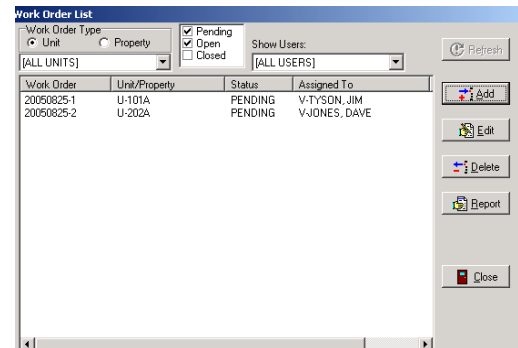 Work Order List
Work Order Type
Unit Property
[ALL UNITS]
Pending
Open
Closed
Show Users:
[ALL USERS]
Refresh
Work Order Unit/Property Status Assigned To
20050825-1 U-101A PENDING V-TYSON, JIM
20050825-2 U-202A PENDING V-JONES, DAVE
Add
Edit
Delete
Report
Close